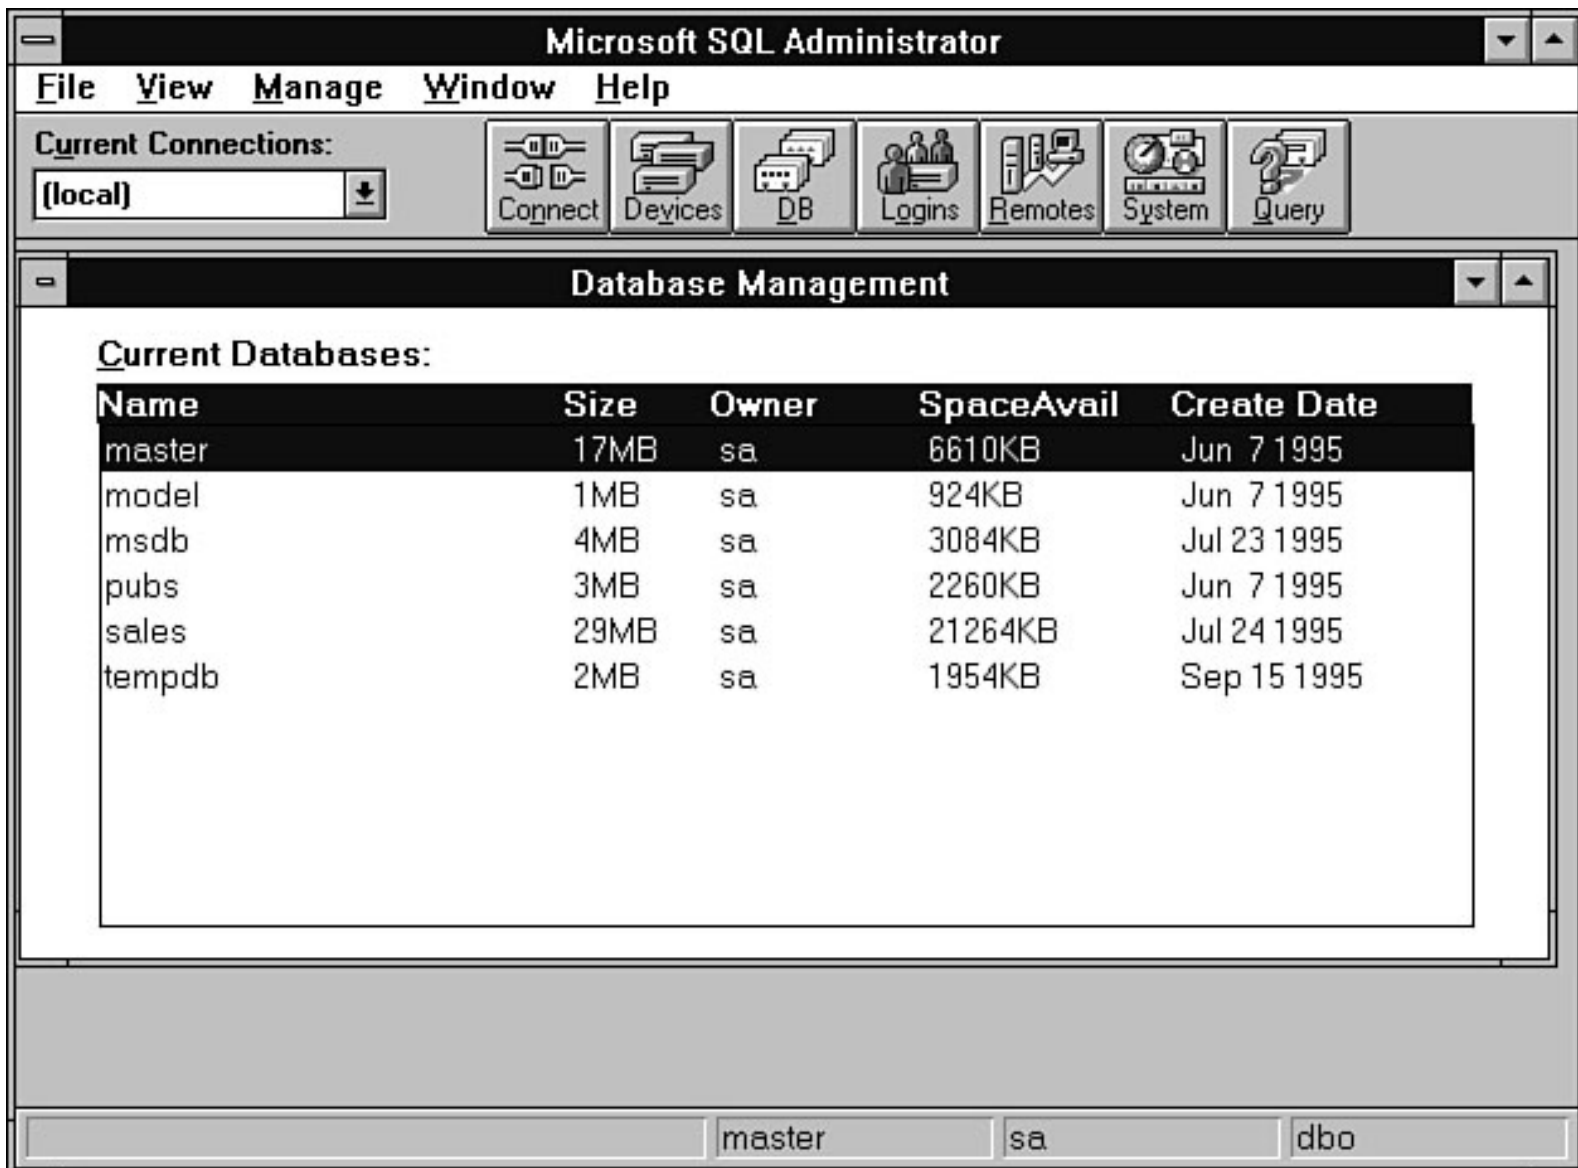 Microsoft SQL Administrator
File View Manage Window Help
Current Connections:
(local)
Connect Devices DB Logins Remotes System Query
Database Management
Current Databases:
Name Size Owner SpaceAvail Create Date
master 17MB sa 6610KB Jun 7 1995
model 1MB sa 924KB Jun 7 1995
msdb 4MB sa 3084KB Jul 23 1995
pubs 3MB sa 2260KB Jun 7 1995
sales 29MB sa 21264KB Jul 24 1995
tempdb 2MB sa 1954KB Sep 15 1995
master sa dbo